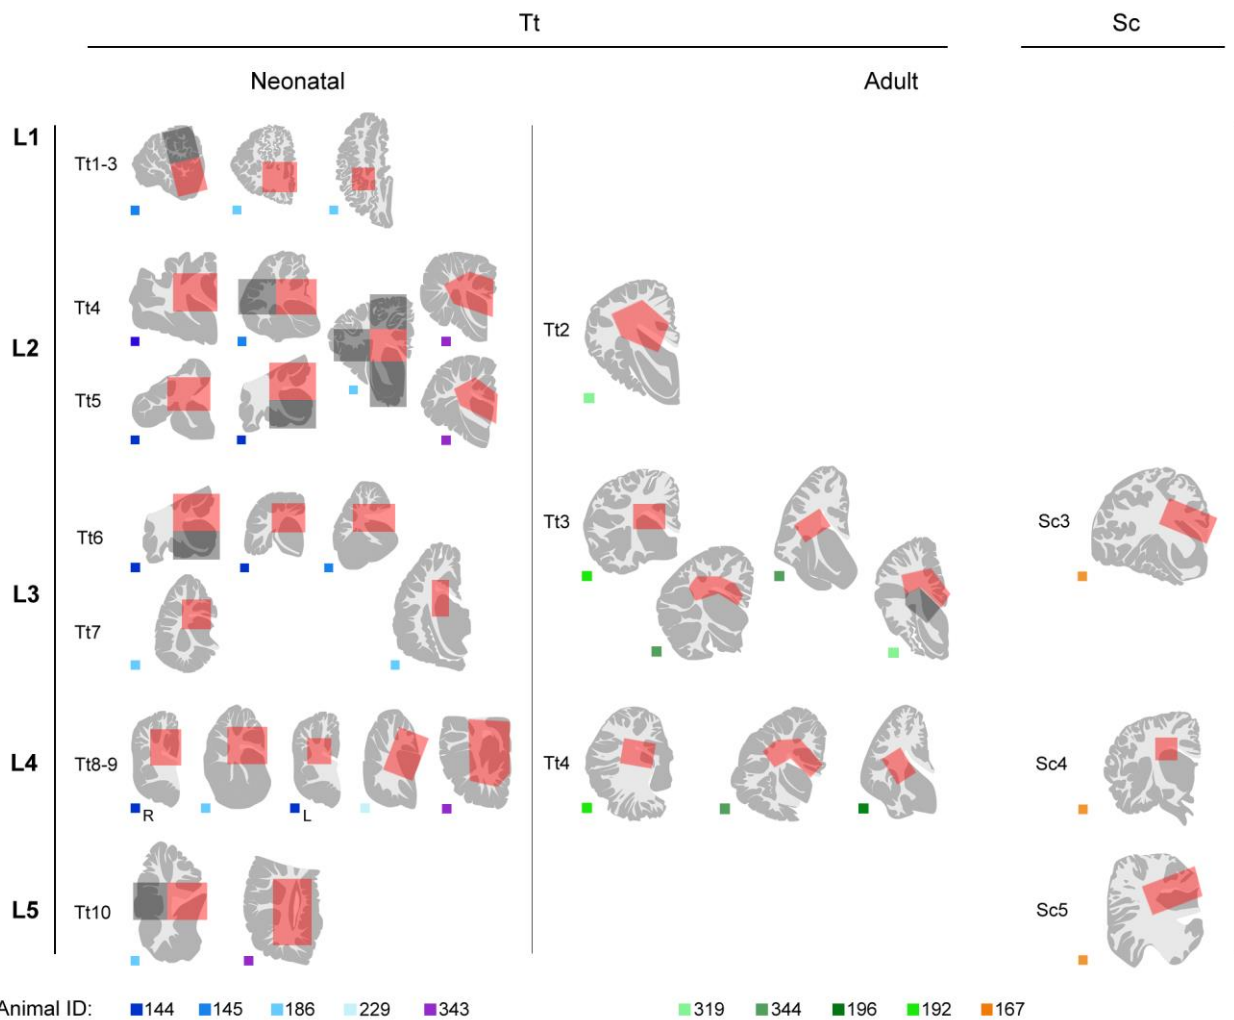 Tt Sc
Neonatal Adult
L1
Tt1-3
Tt4
L2
Tt2
Tt5
Tt6
Tt3
Sc3
L3
Tt7
L4
Tt8-9
Tt4
Sc4
R L
L5
Tt10
Sc5
Animal ID: 144 145 186 229 343 319 344 196 192 167